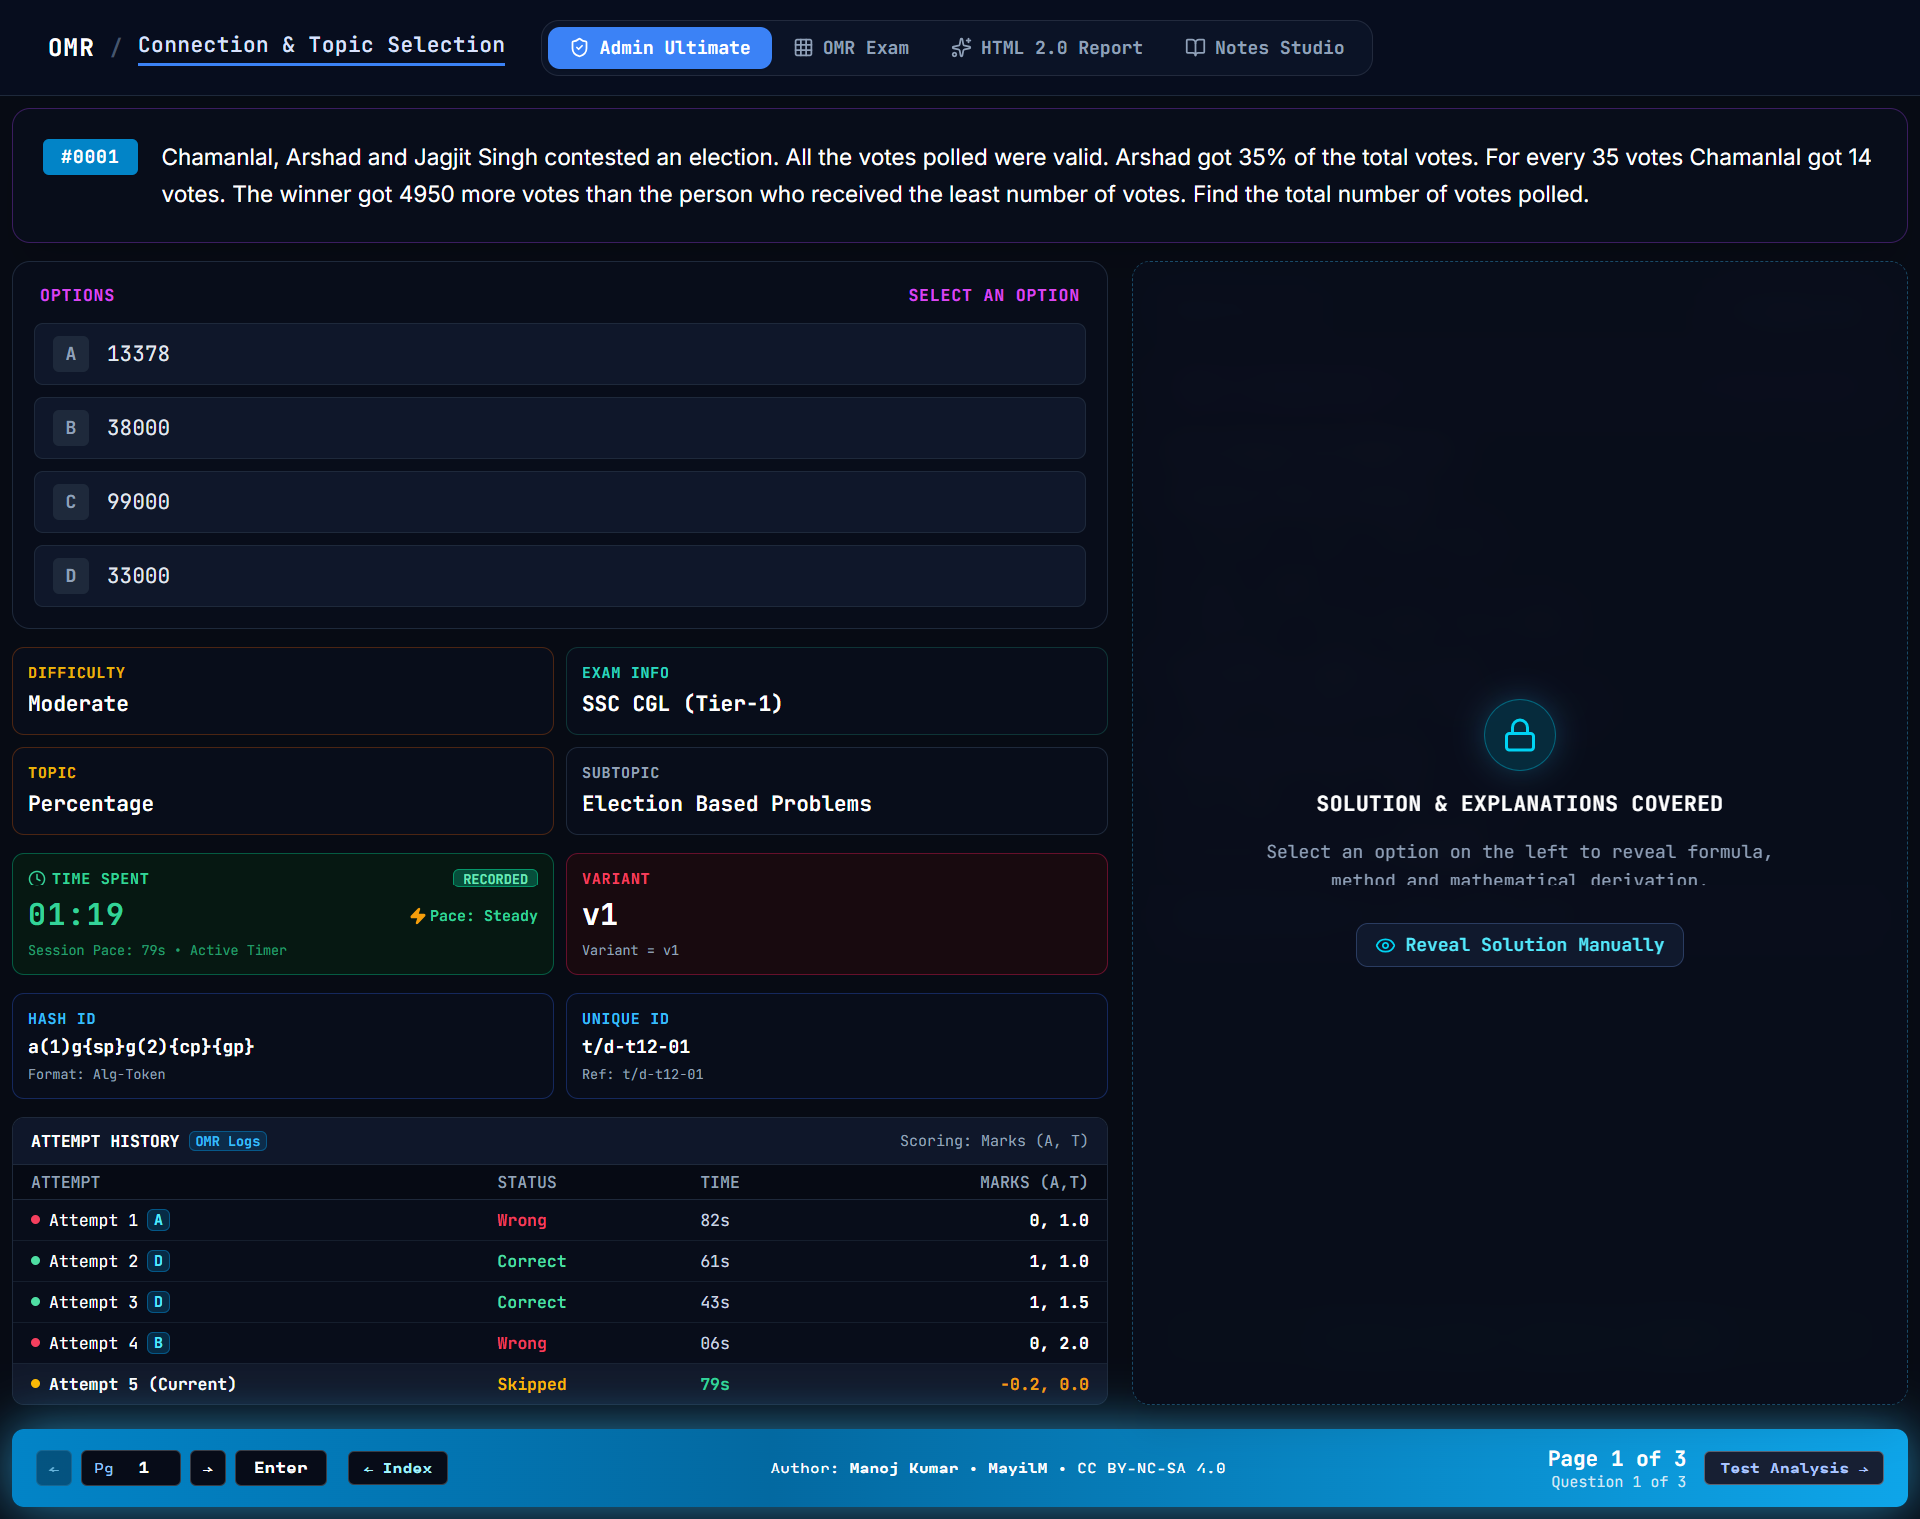 OMR / Connection & Topic Selection
Admin Ultimate
OMR Exam
HTML 2.0 Report
Notes Studio
#0001
Chamanlal, Arshad and Jagjit Singh contested an election. All the votes polled were valid. Arshad got 35% of the total votes. For every 35 votes Chamanlal got 14
votes. The winner got 4950 more votes than the person who received the least number of votes. Find the total number of votes polled.
OPTIONS
SELECT AN OPTION
A 13378
B 38000
C 99000
D 33000
DIFFICULTY
Moderate
EXAM INFO
SSC CGL (Tier-1)
TOPIC
Percentage
SUBTOPIC
Election Based Problems
TIME SPENT
RECORDED
01:19
Pace: Steady
Session Pace: 79s • Active Timer
VARIANT
v1
Variant = v1
HASH ID
a(1)g{sp}g(2){cp}{gp}
Format: Alg-Token
UNIQUE ID
t/d-t12-01
Ref: t/d-t12-01
ATTEMPT HISTORY OMR Logs
Scoring: Marks (A, T)
ATTEMPT STATUS TIME MARKS (A,T)
Attempt 1 A Wrong 82s 0, 1.0
Attempt 2 D Correct 61s 1, 1.0
Attempt 3 D Correct 43s 1, 1.5
Attempt 4 B Wrong 06s 0, 2.0
Attempt 5 (Current) Skipped 79s -0.2, 0.0
SOLUTION & EXPLANATIONS COVERED
Select an option on the left to reveal formula,
method and mathematical derivation.
Reveal Solution Manually
← Pg 1 → Enter ← Index
Author: Manoj Kumar • MayilM • CC BY-NC-SA 4.0
Page 1 of 3
Question 1 of 3
Test Analysis →